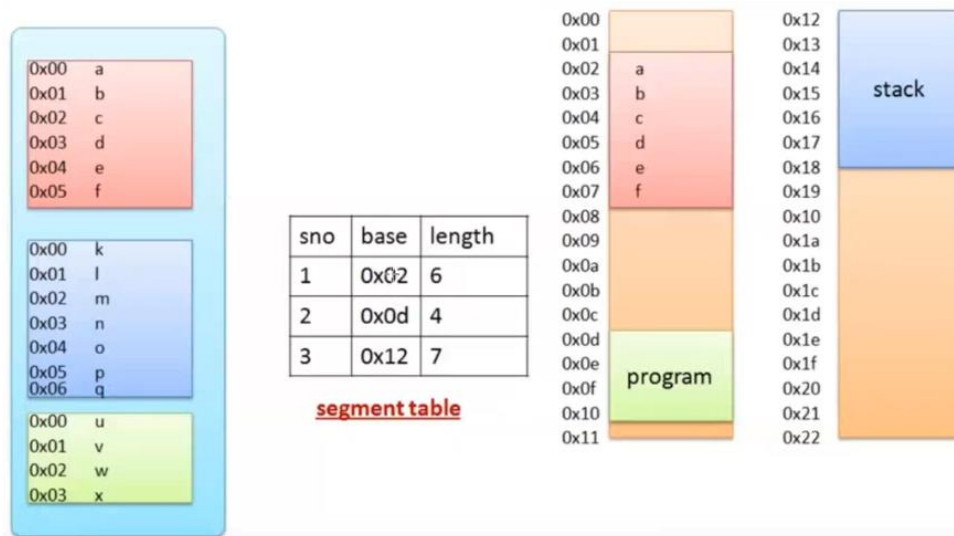 0x00 a
0x01 b
0x02 c
0x03 d
0x04 e
0x05 f
0x00 k
0x01 l
0x02 m
0x03 n
0x04 o
0x05 p
0x06 q
0x00 u
0x01 v
0x02 w
0x03 x
sno base length
1 0x02 6
2 0x0d 4
3 0x12 7
segment table
0x00
0x01
0x02 a
0x03 b
0x04 c
0x05 d
0x06 e
0x07 f
0x08
0x09
0x0a
0x0b
0x0c
0x0d
0x0e
program
0x0f
0x10
0x11
0x12
0x13
0x14
0x15
stack
0x16
0x17
0x18
0x19
0x10
0x1a
0x1b
0x1c
0x1d
0x1e
0x1f
0x20
0x21
0x22